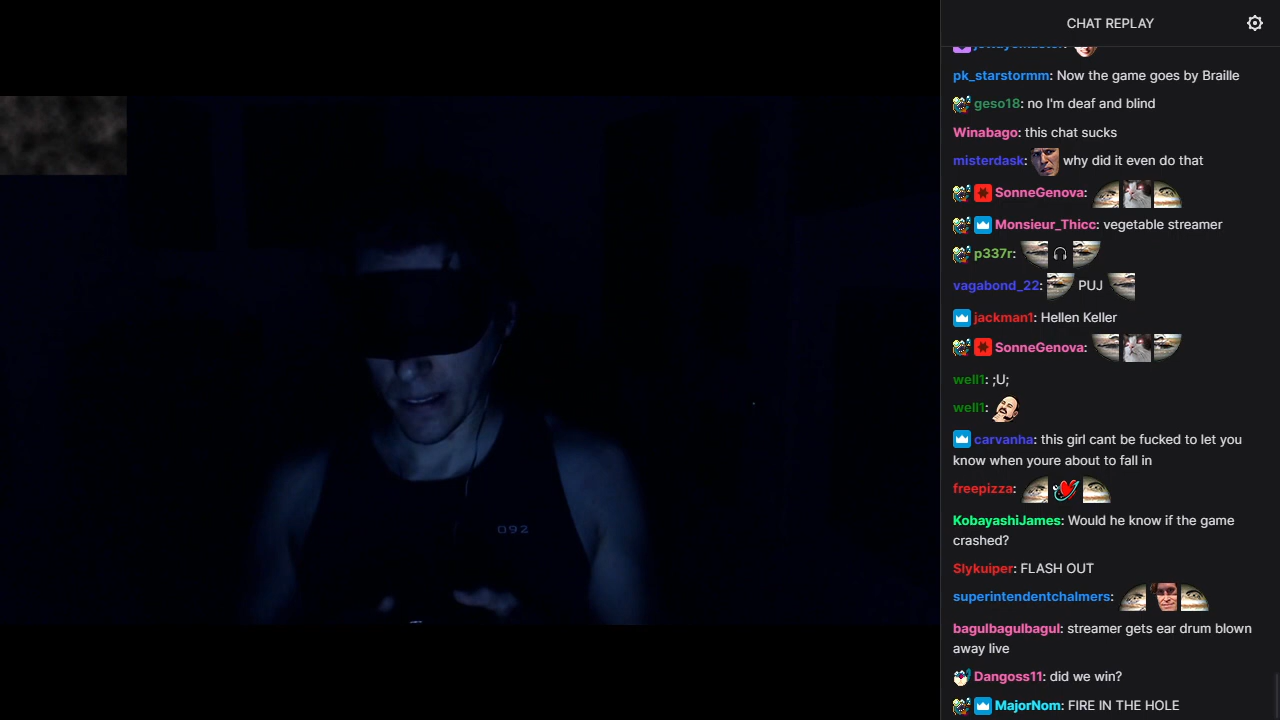 CHAT REPLAY
pk_starstormm: Now the game goes by Braille
geso18: no I'm deaf and blind
Winabago: this chat sucks
misterdask: why did it even do that
SonneGenova:
Monsieur_Thicc: vegetable streamer
p337r:
vagabond_22: PUJ
jackman1: Hellen Keller
SonneGenova:
well1: ;U;
well1:
carvanha: this girl cant be fucked to let you
know when youre about to fall in
freepizza:
KobayashiJames: Would he know if the game
crashed?
Slykuiper: FLASH OUT
superintendentchalmers:
bagulbagulbagul: streamer gets ear drum blown
away live
Dangoss11: did we win?
MajorNom: FIRE IN THE HOLE
092